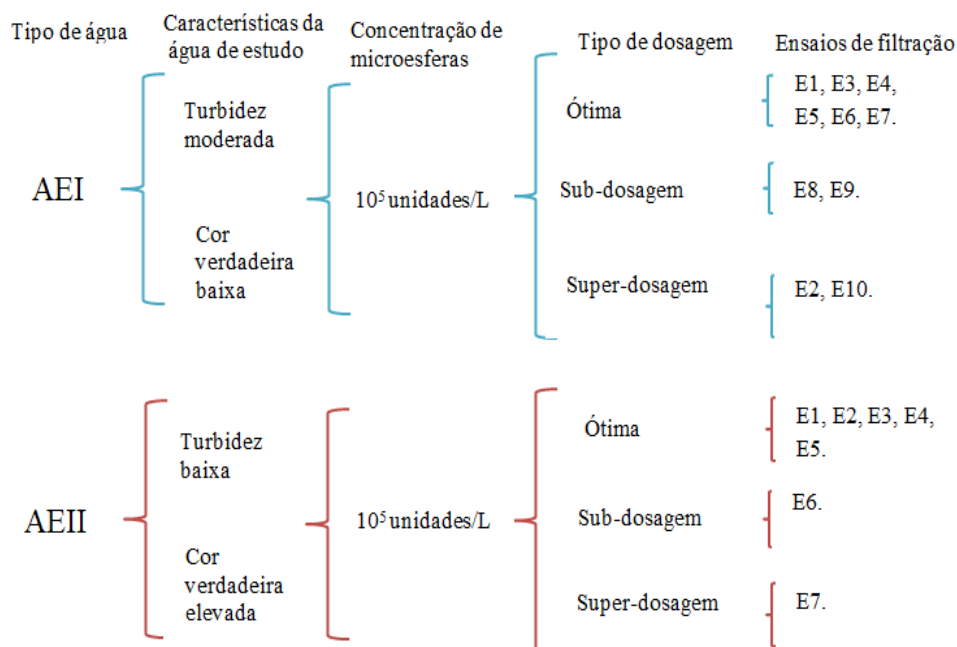 Tipo de água
Características da
água de estudo
Concentração de
microesferas
Tipo de dosagem
Ensaios de filtração
AEI
Turbidez
moderada
Cor
verdadeira
baixa
10⁵ unidades/L
Ótima
E1, E3, E4,
E5, E6, E7.
Sub-dosagem
E8, E9.
Super-dosagem
E2, E10.
AEII
Turbidez
baixa
Cor
verdadeira
elevada
10⁵ unidades/L
Ótima
E1, E2, E3, E4,
E5.
Sub-dosagem
E6.
Super-dosagem
E7.